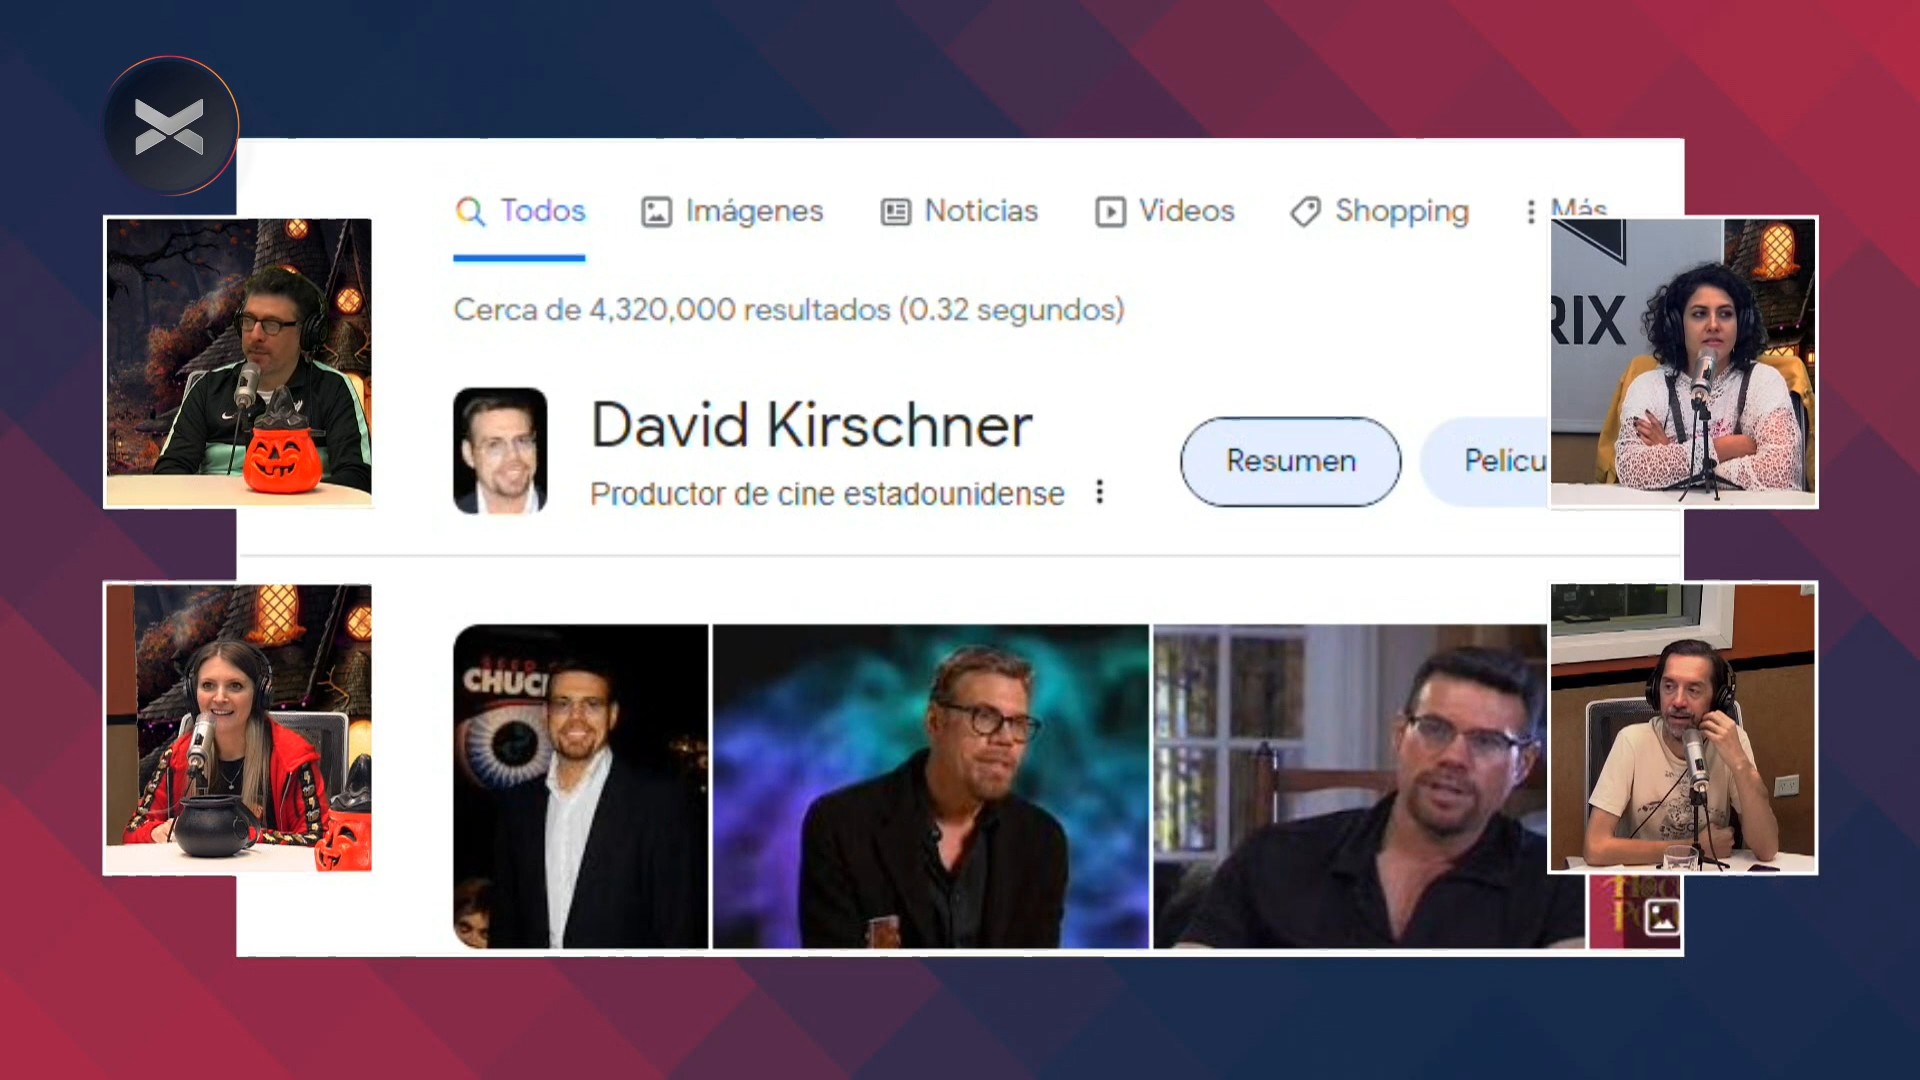 Todos Imágenes Noticias Videos Shopping Más
Cerca de 4,320,000 resultados (0.32 segundos)
RIX
David Kirschner
Productor de cine estadounidense
Resumen Pelícu
CHUC